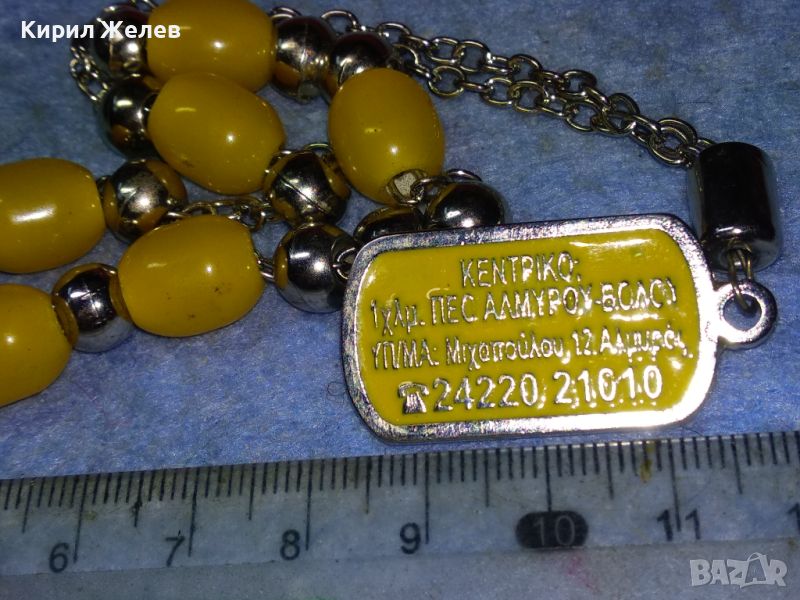 Кирил Желев
ΚΕΝΤΡΙΚΟ:
1χλμ. ΠΕΟ ΑΛΜΥΡΟΥ-ΒΟΛΟΥ
ΥΠ/ΜΑ: Μιχοπούλου, 12 Αλμυρός
☎ 24220 21010
6 7 8 9 10 11
BAZAR